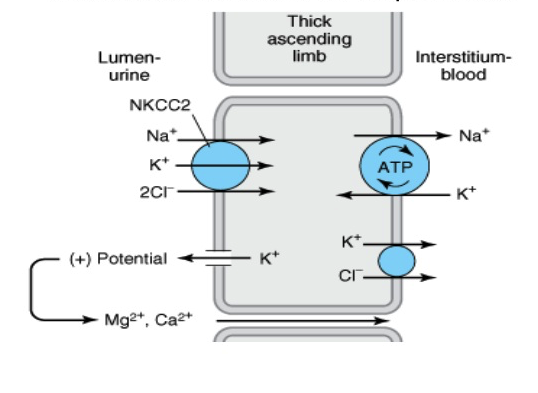 Thick
ascending
limb
Lumen-
urine
Interstitium-
blood
NKCC2
Na⁺
K⁺
2Cl⁻
ATP
Na⁺
K⁺
K⁺
Cl⁻
(+) Potential
K⁺
Mg²⁺, Ca²⁺